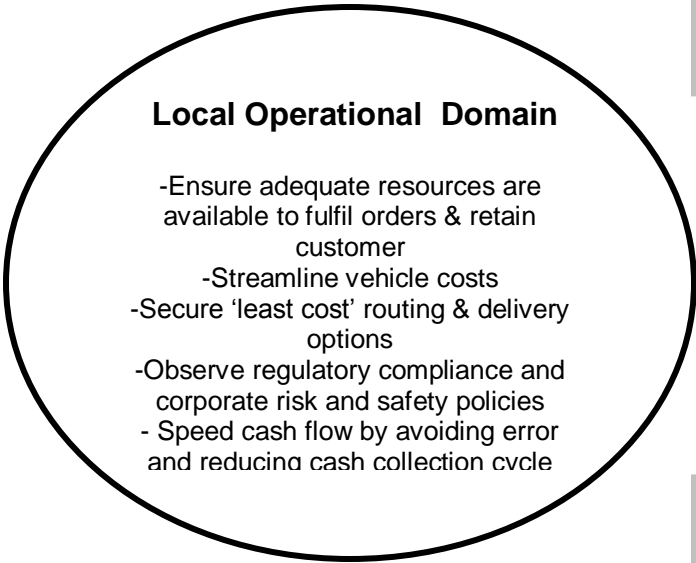 Local Operational Domain
-Ensure adequate resources are
available to fulfil orders & retain
customer
-Streamline vehicle costs
-Secure ‘least cost’ routing & delivery
options
-Observe regulatory compliance and
corporate risk and safety policies
- Speed cash flow by avoiding error
and reducing cash collection cycle